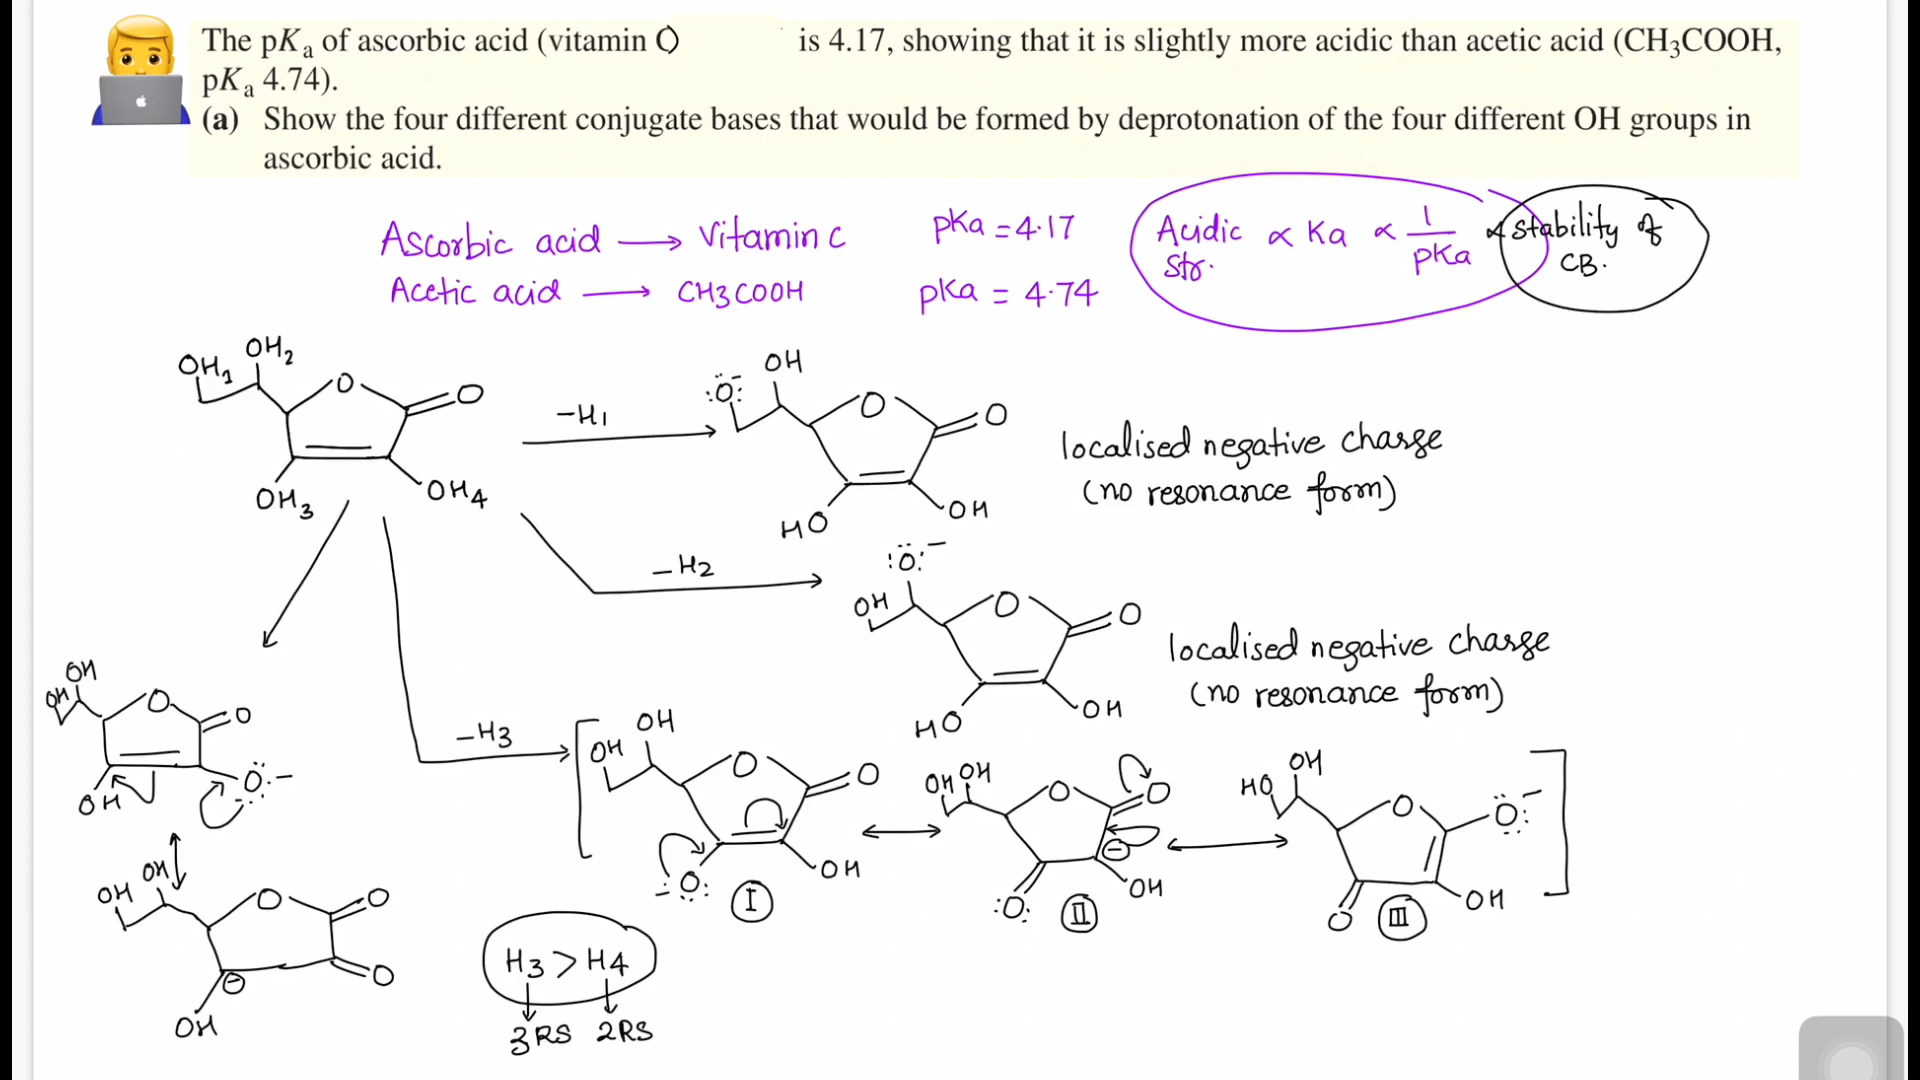 The pKa of ascorbic acid (vitamin C) is 4.17, showing that it is slightly more acidic than acetic acid (CH3COOH,
pKa 4.74).
(a) Show the four different conjugate bases that would be formed by deprotonation of the four different OH groups in
ascorbic acid.
Ascorbic acid ⟶ Vitamin c pKa = 4.17
Acetic acid ⟶ CH3COOH pKa = 4.74
Acidic str. ∝ Ka ∝ 1/pKa ∝ stability of CB.
OH1 OH2 O O
OH3 OH4
-H1
:Ö:- OH O O
HO OH
localised negative charge
(no resonance form)
-H2
:Ö:- OH O O
HO OH
localised negative charge
(no resonance form)
OH OH O O
OH Ö:-
OH OH O O
⊖ O
OH
-H3
[ OH OH O O
-Ö: OH
I
↔
OH OH O O
:O: ⊖ OH
II
↔
HO OH O Ö:-
O OH ]
III
H3 > H4
3RS 2RS